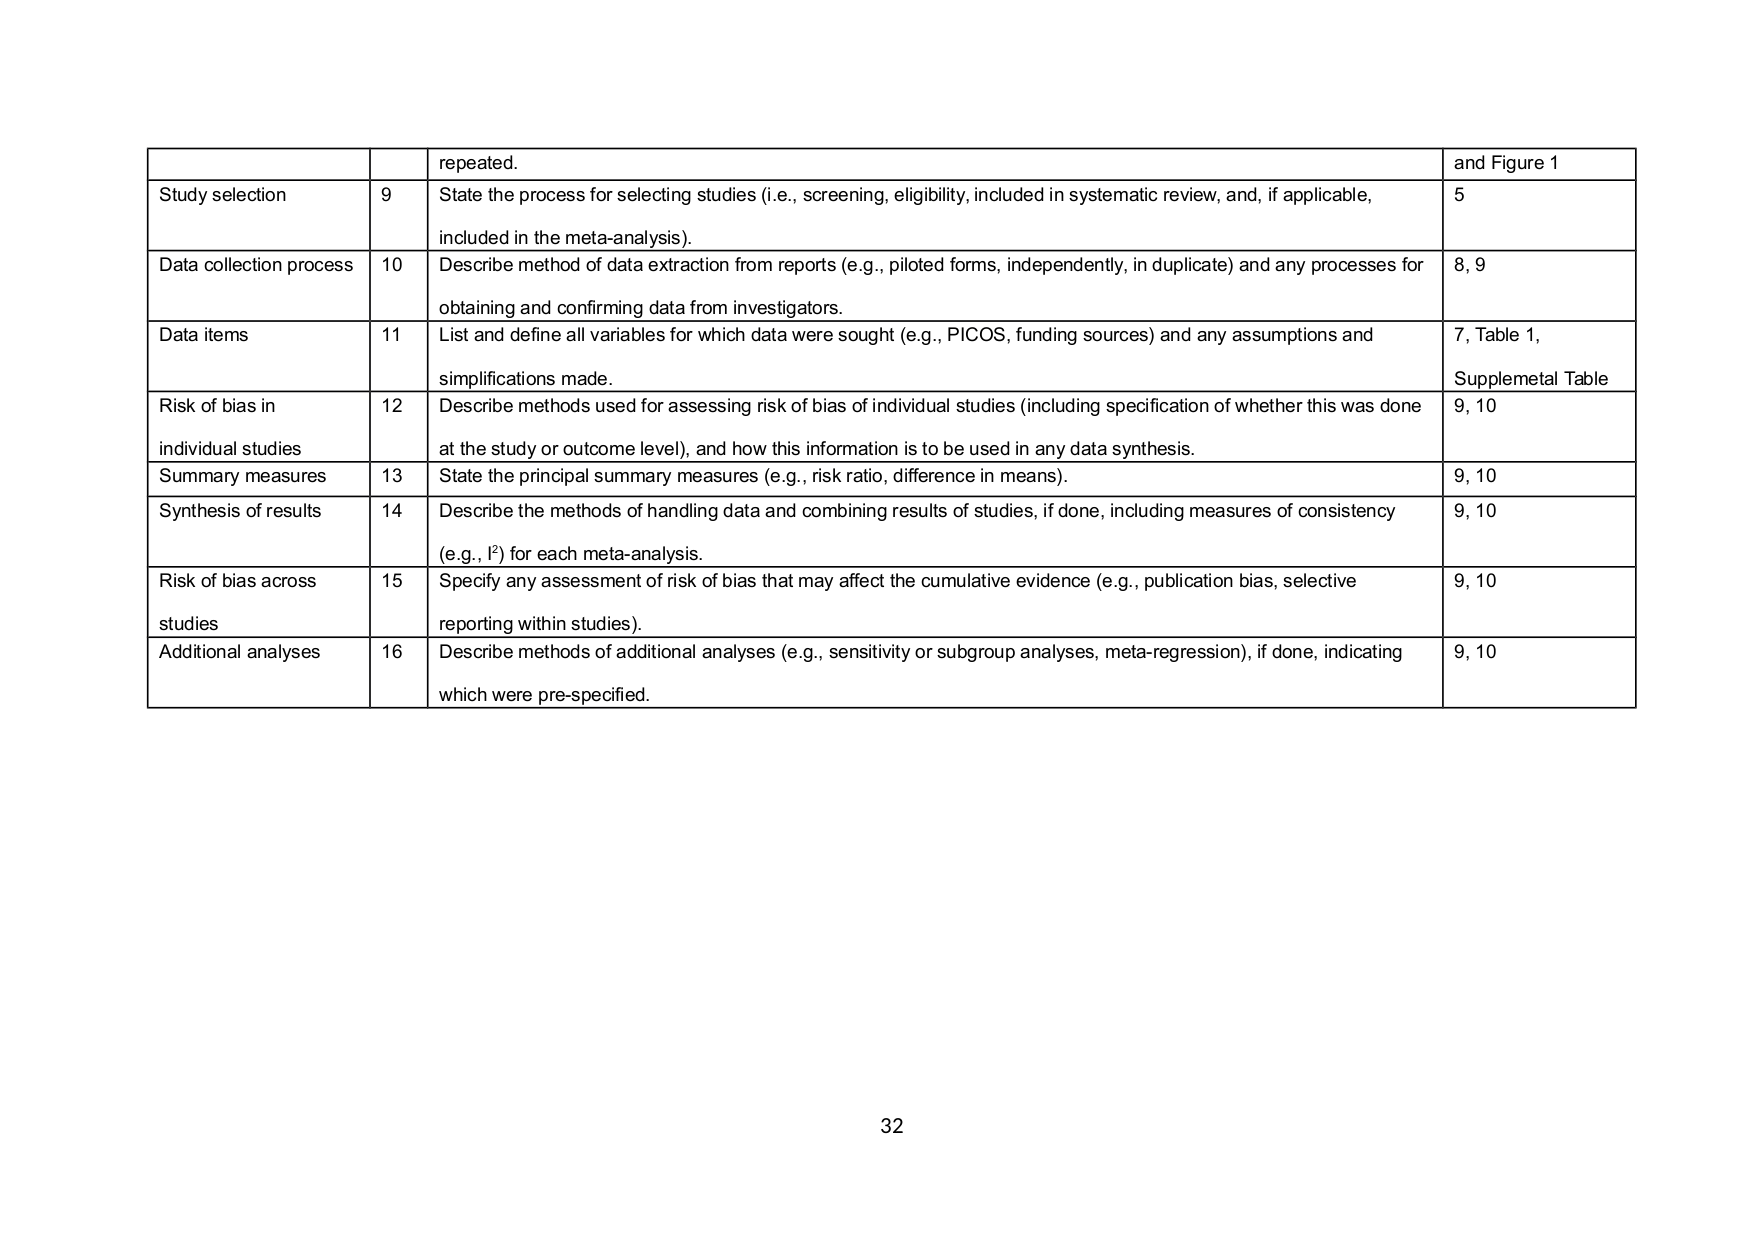 repeated. and Figure 1
Study selection 9 State the process for selecting studies (i.e., screening, eligibility, included in systematic review, and, if applicable, 5
included in the meta-analysis).
Data collection process 10 Describe method of data extraction from reports (e.g., piloted forms, independently, in duplicate) and any processes for 8, 9
obtaining and confirming data from investigators.
Data items 11 List and define all variables for which data were sought (e.g., PICOS, funding sources) and any assumptions and 7, Table 1,
simplifications made. Supplemetal Table
Risk of bias in 12 Describe methods used for assessing risk of bias of individual studies (including specification of whether this was done 9, 10
individual studies at the study or outcome level), and how this information is to be used in any data synthesis.
Summary measures 13 State the principal summary measures (e.g., risk ratio, difference in means). 9, 10
Synthesis of results 14 Describe the methods of handling data and combining results of studies, if done, including measures of consistency 9, 10
(e.g., I²) for each meta-analysis.
Risk of bias across 15 Specify any assessment of risk of bias that may affect the cumulative evidence (e.g., publication bias, selective 9, 10
studies reporting within studies).
Additional analyses 16 Describe methods of additional analyses (e.g., sensitivity or subgroup analyses, meta-regression), if done, indicating 9, 10
which were pre-specified.
32